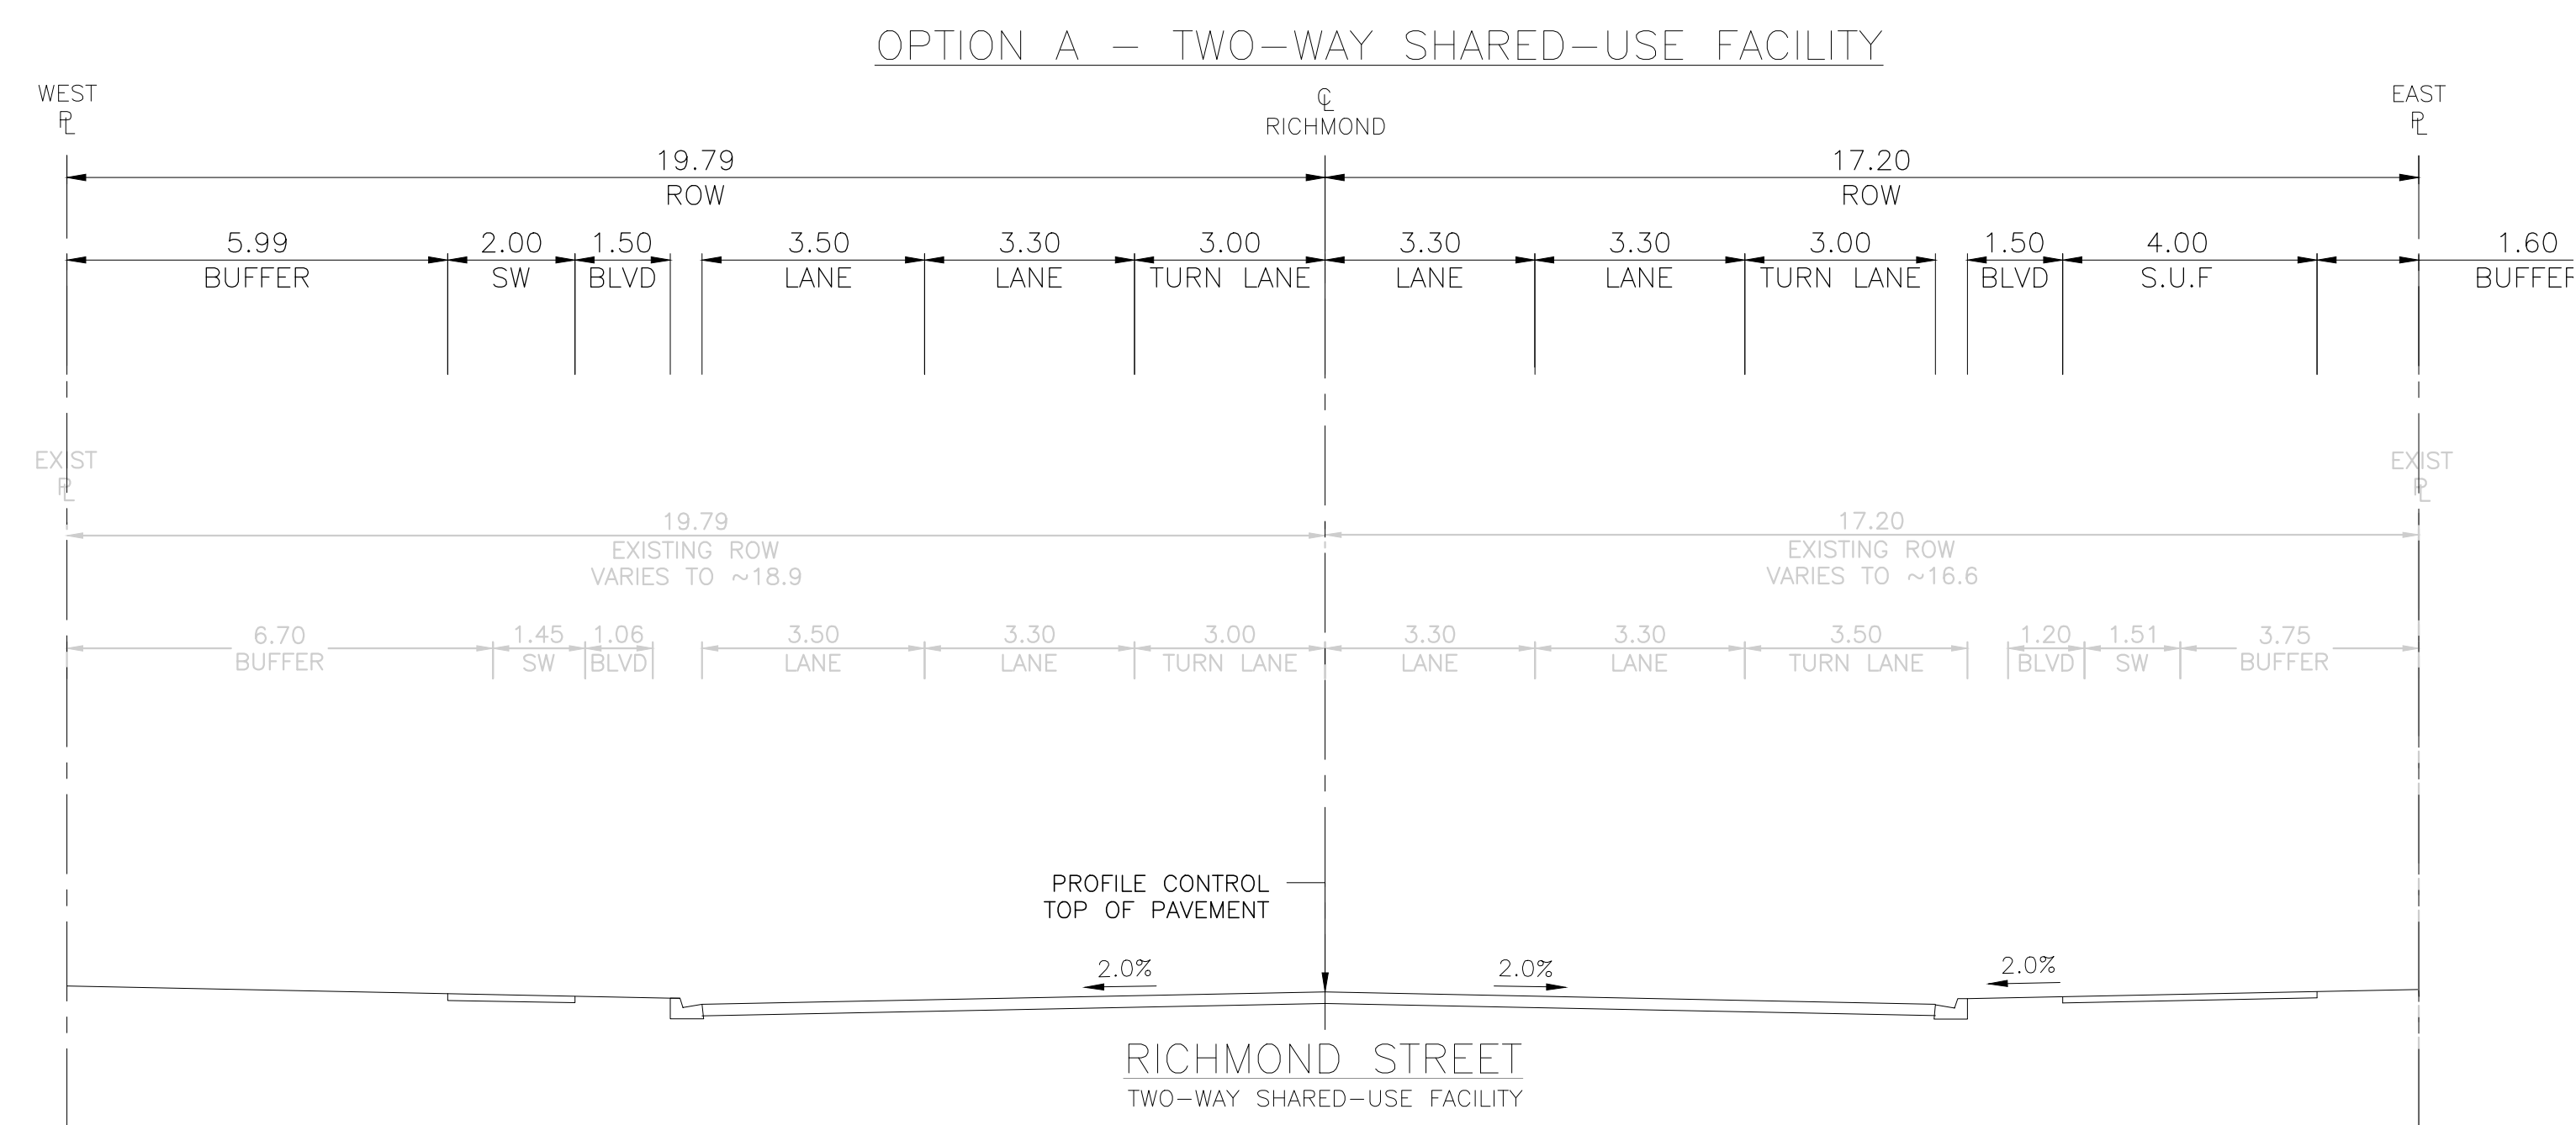 OPTION A - TWO-WAY SHARED-USE FACILITY
WEST
PL
CL
RICHMOND
EAST
PL
19.79
ROW
17.20
ROW
5.99 2.00 1.50 3.50 3.30 3.00 3.30 3.30 3.00 1.50 4.00 1.60
BUFFER SW BLVD LANE LANE TURN LANE LANE LANE TURN LANE BLVD S.U.F BUFFER
EXIST
PL
EXIST
PL
19.79
EXISTING ROW
VARIES TO ~18.9
17.20
EXISTING ROW
VARIES TO ~16.6
6.70 1.45 1.06 3.50 3.30 3.00 3.30 3.30 3.50 1.20 1.51 3.75
BUFFER SW BLVD LANE LANE TURN LANE LANE LANE TURN LANE BLVD SW BUFFER
PROFILE CONTROL
TOP OF PAVEMENT
2.0% 2.0% 2.0%
RICHMOND STREET
TWO-WAY SHARED-USE FACILITY